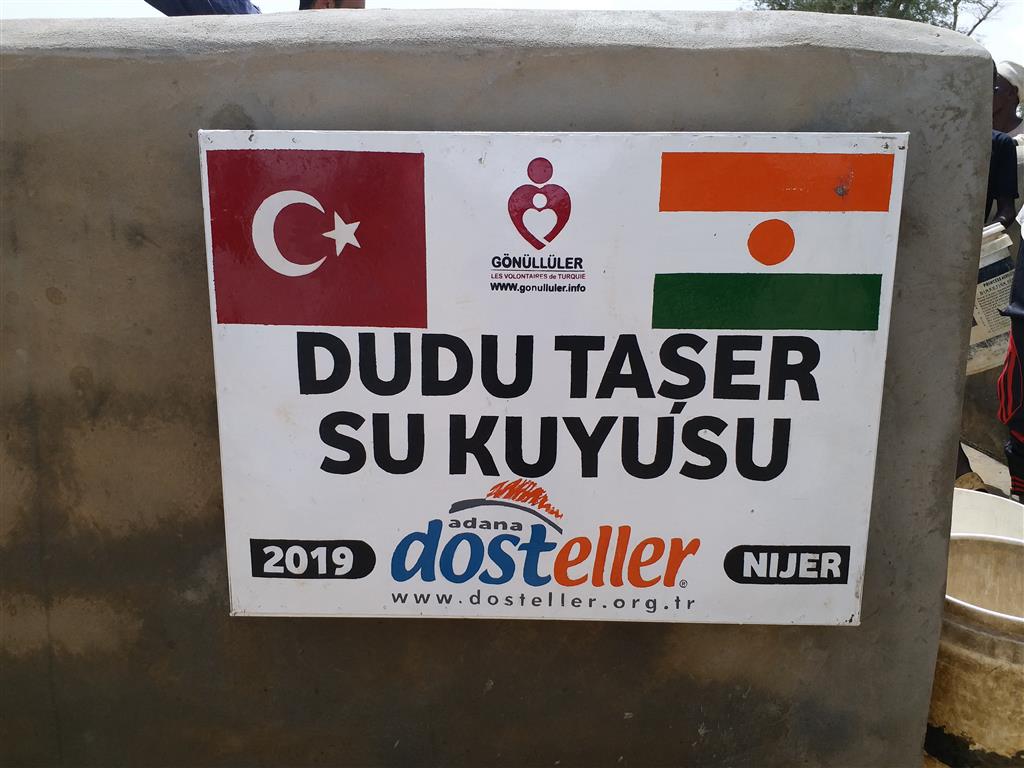 GÖNÜLLÜLER
LES VOLONTAIRES de TURQUIE
WWW.gonulluler.info
DUDU TAŞER
SU KUYUSU
adana
dosteller®
2019
NIJER
www.dosteller.org.tr